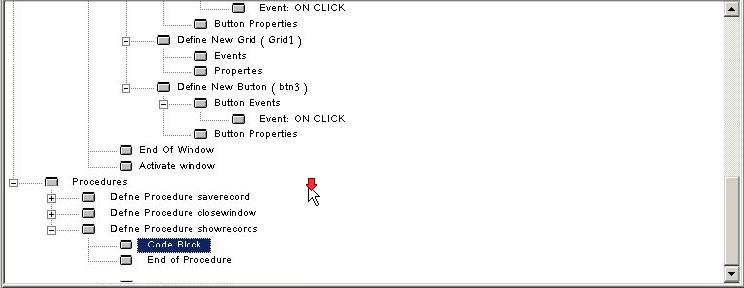 Event: ON CLICK
Button Properties
Define New Grid ( Grid1 )
Events
Propertes
Define New Button ( btn3 )
Button Events
Event: ON CLICK
Button Properties
End Of Window
Activate window
Procedures
Defne Procedure saverecord
Defne Procedure closewindow
Defne Procedure showrecorcs
Code Block
End of Procedure